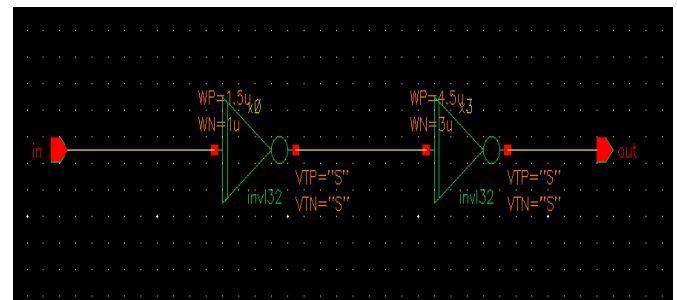 WP=1.5u
x0
WN=1u
in
invl32
VTP="S"
VTN="S"
WP=4.5u
x3
WN=3u
out
invl32
VTP="S"
VTN="S"